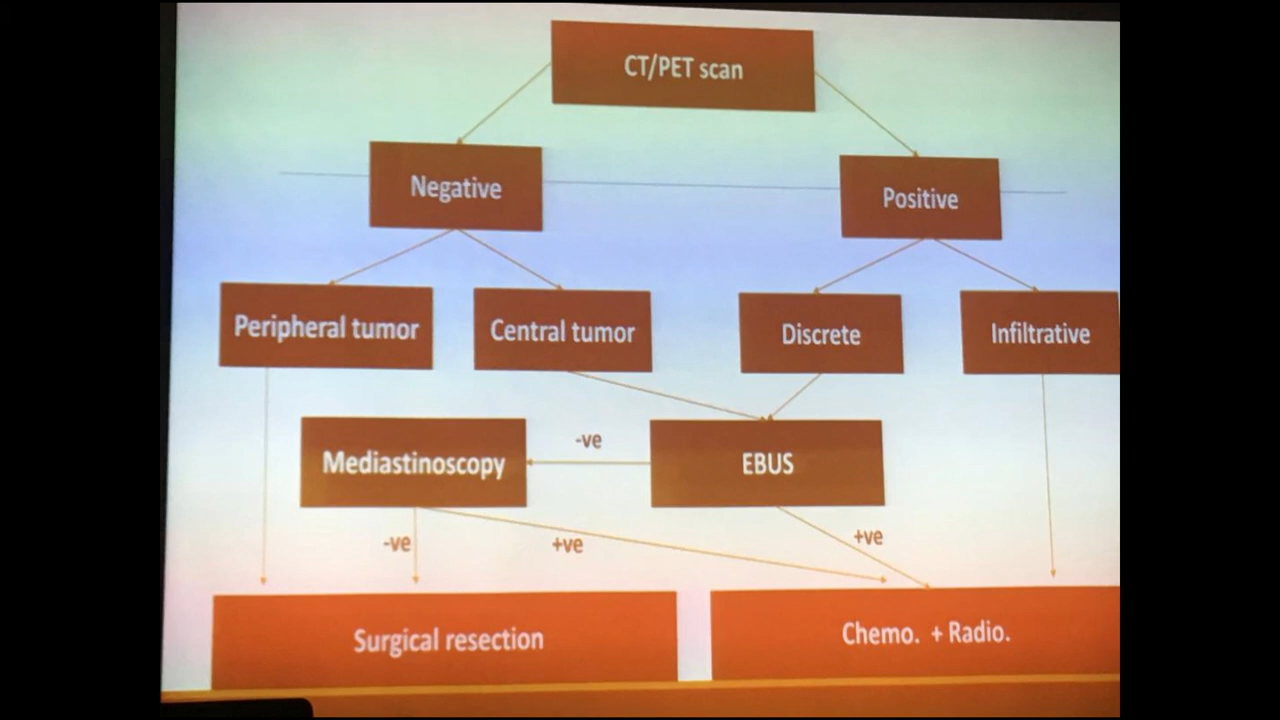 CT/PET scan
Negative
Positive
Peripheral tumor
Central tumor
Discrete
Infiltrative
Mediastinoscopy
-ve
EBUS
-ve
+ve
+ve
Surgical resection
Chemo. + Radio.